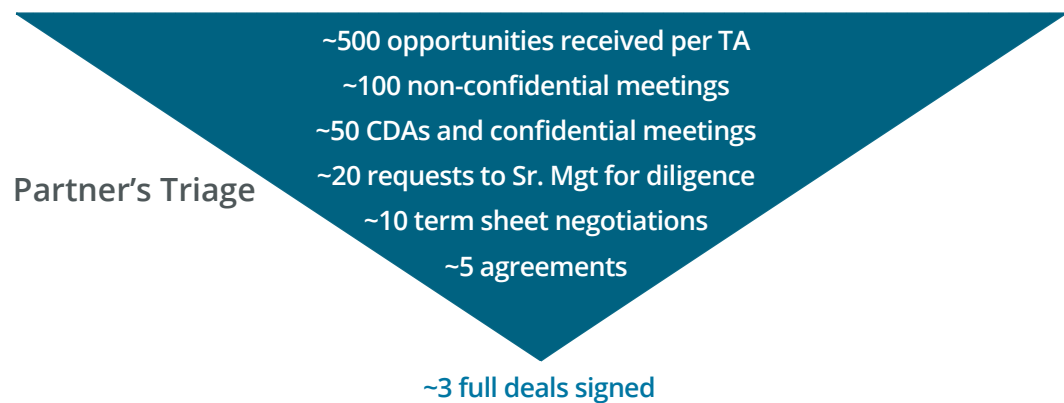 ~500 opportunities received per TA
~100 non-confidential meetings
~50 CDAs and confidential meetings
~20 requests to Sr. Mgt for diligence
Partner's Triage
~10 term sheet negotiations
~5 agreements
~3 full deals signed